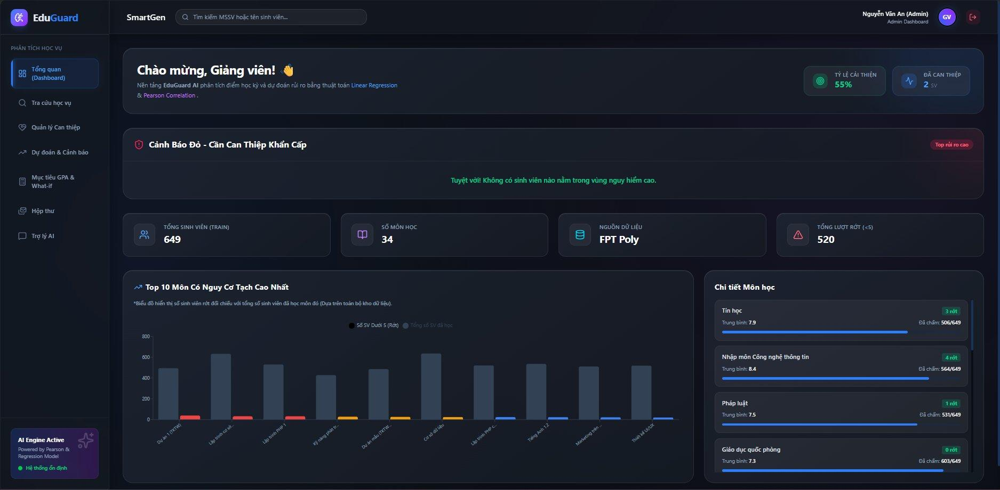 EduGuard
SmartGen
Tìm kiếm MSSV hoặc tên sinh viên...
Nguyễn Văn An (Admin)
Admin Dashboard
GV
PHÂN TÍCH HỌC VỤ
Tổng quan
(Dashboard)
Tra cứu học vụ
Quản lý Can thiệp
Dự đoán & Cảnh báo
Mục tiêu GPA &
What-if
Hộp thư
Trợ lý AI
AI Engine Active
Powered by Pearson &
Regression Model
Hệ thống ổn định
Chào mừng, Giảng viên! 👋
Nền tảng EduGuard AI phân tích điểm học kỳ và dự đoán rủi ro bằng thuật toán Linear Regression
& Pearson Correlation .
TỶ LỆ CẢI THIỆN
55%
ĐÃ CAN THIỆP
2 SV
Cảnh Báo Đỏ - Cần Can Thiệp Khẩn Cấp
Top rủi ro cao
Tuyệt vời! Không có sinh viên nào nằm trong vùng nguy hiểm cao.
TỔNG SINH VIÊN (TRAIN)
649
SỐ MÔN HỌC
34
NGUỒN DỮ LIỆU
FPT Poly
TỔNG LƯỢT RỚT (<5)
520
Top 10 Môn Có Nguy Cơ Tạch Cao Nhất
*Biểu đồ hiển thị số sinh viên rớt đối chiếu với tổng số sinh viên đã học môn đó (Dựa trên toàn bộ kho dữ liệu).
Số SV Dưới 5 (Rớt)
Tổng số SV đã học
800
600
400
200
0
Dự án 1 (TKTW)
Lập trình cơ sở...
Lập trình PHP 1
Kỹ năng phát tr...
Dự án mẫu (TKTW...
Cơ sở dữ liệu
Lập trình PHP c...
Tiếng Anh 1.2
Marketing trên ...
Thiết kế UI/UX
Chi tiết Môn học
Tin học
3 rớt
Trung bình: 7.9
Đã chấm: 506/649
Nhập môn Công nghệ thông tin
4 rớt
Trung bình: 8.4
Đã chấm: 564/649
Pháp luật
1 rớt
Trung bình: 7.5
Đã chấm: 531/649
Giáo dục quốc phòng
0 rớt
Trung bình: 7.3
Đã chấm: 603/649